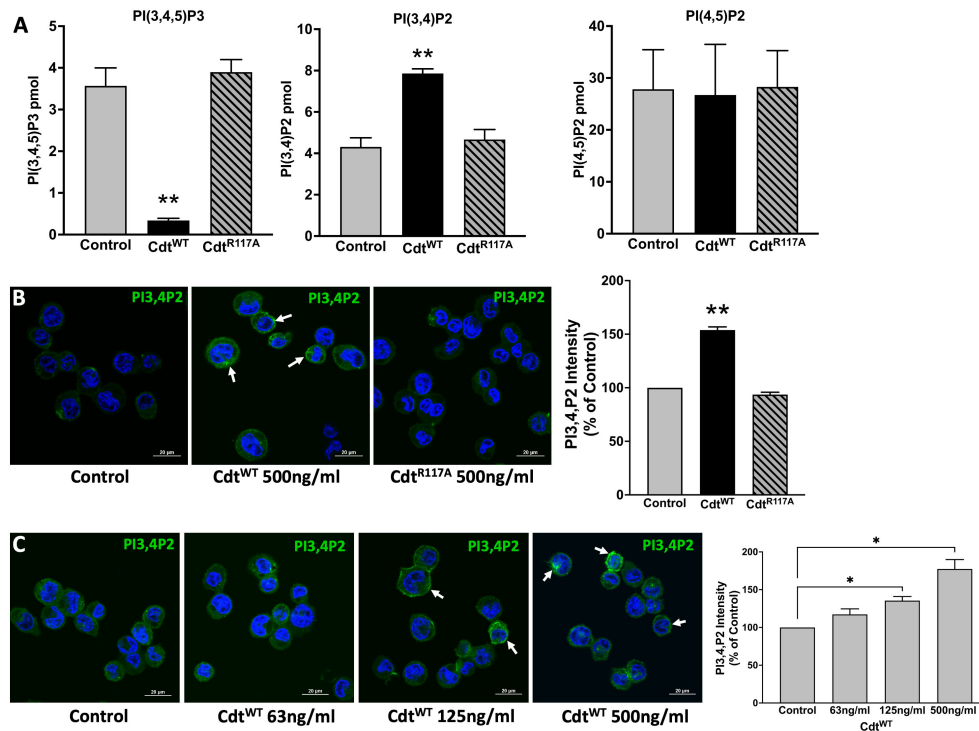 A
PI(3,4,5)P3
PI(3,4,5)P3 pmol
5
4
3
2
1
0
**
Control
Cdt^WT
Cdt^R117A
PI(3,4)P2
PI(3,4)P2 pmol
10
8
6
4
2
0
**
Control
Cdt^WT
Cdt^R117A
PI(4,5)P2
PI(4,5)P2 pmol
40
30
20
10
0
Control
Cdt^WT
Cdt^R117A
B
PI3,4P2
20 µm
Control
PI3,4P2
20 µm
Cdt^WT 500ng/ml
PI3,4P2
20 µm
Cdt^R117A 500ng/ml
PI3,4,P2 Intensity
(% of Control)
200
150
100
50
0
**
Control
Cdt^WT
Cdt^R117A
C
PI3,4P2
20 µm
Control
PI3,4P2
20 µm
Cdt^WT 63ng/ml
PI3,4P2
20 µm
Cdt^WT 125ng/ml
PI3,4P2
20 µm
Cdt^WT 500ng/ml
PI3,4,P2 Intensity
(% of Control)
200
150
100
50
0
*
*
Control
63ng/ml
125ng/ml
500ng/ml
Cdt^WT